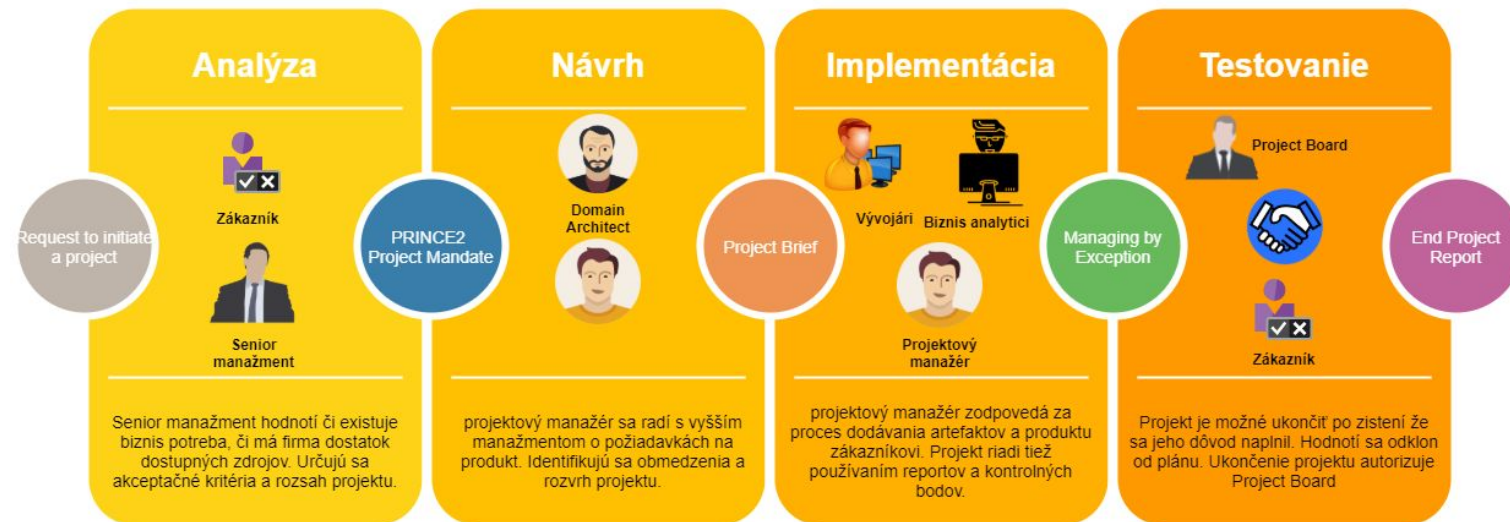 Analýza
Návrh
Implementácia
Testovanie
Request to initiate
a project
Zákazník
Senior
manažment
Senior manažment hodnotí či existuje
biznis potreba, či má firma dostatok
dostupných zdrojov. Určujú sa
akceptačné kritéria a rozsah projektu.
PRINCE2
Project Mandate
Domain
Architect
projektový manažér sa radí s vyšším
manažmentom o požiadavkách na
produkt. Identifikujú sa obmedzenia a
rozvrh projektu.
Project Brief
Vývojári
Biznis analytici
Projektový
manažér
projektový manažér zodpovedá za
proces dodávania artefaktov a produktu
zákazníkovi. Projekt riadi tiež
používaním reportov a kontrolných
bodov.
Managing by
Exception
Project Board
Zákazník
Projekt je možné ukončiť po zistení že
sa jeho dôvod naplnil. Hodnotí sa odklon
od plánu. Ukončenie projektu autorizuje
Project Board
End Project
Report